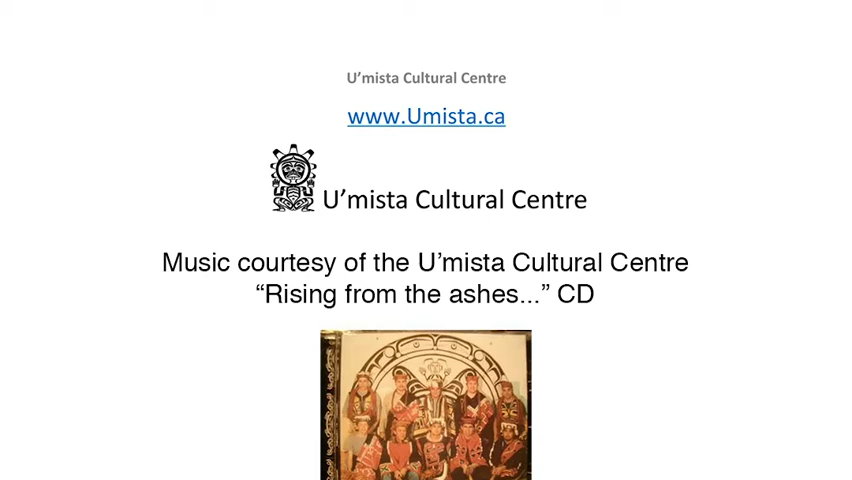 U’mista Cultural Centre
www.Umista.ca
U’mista Cultural Centre
Music courtesy of the U’mista Cultural Centre
“Rising from the ashes...” CD